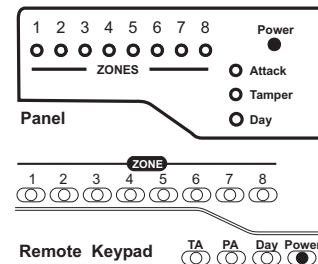 1 2 3 4 5 6 7 8
Power
ZONES
Attack
Tamper
Day
Panel
ZONE
1 2 3 4 5 6 7 8
Remote Keypad
TA PA Day Power